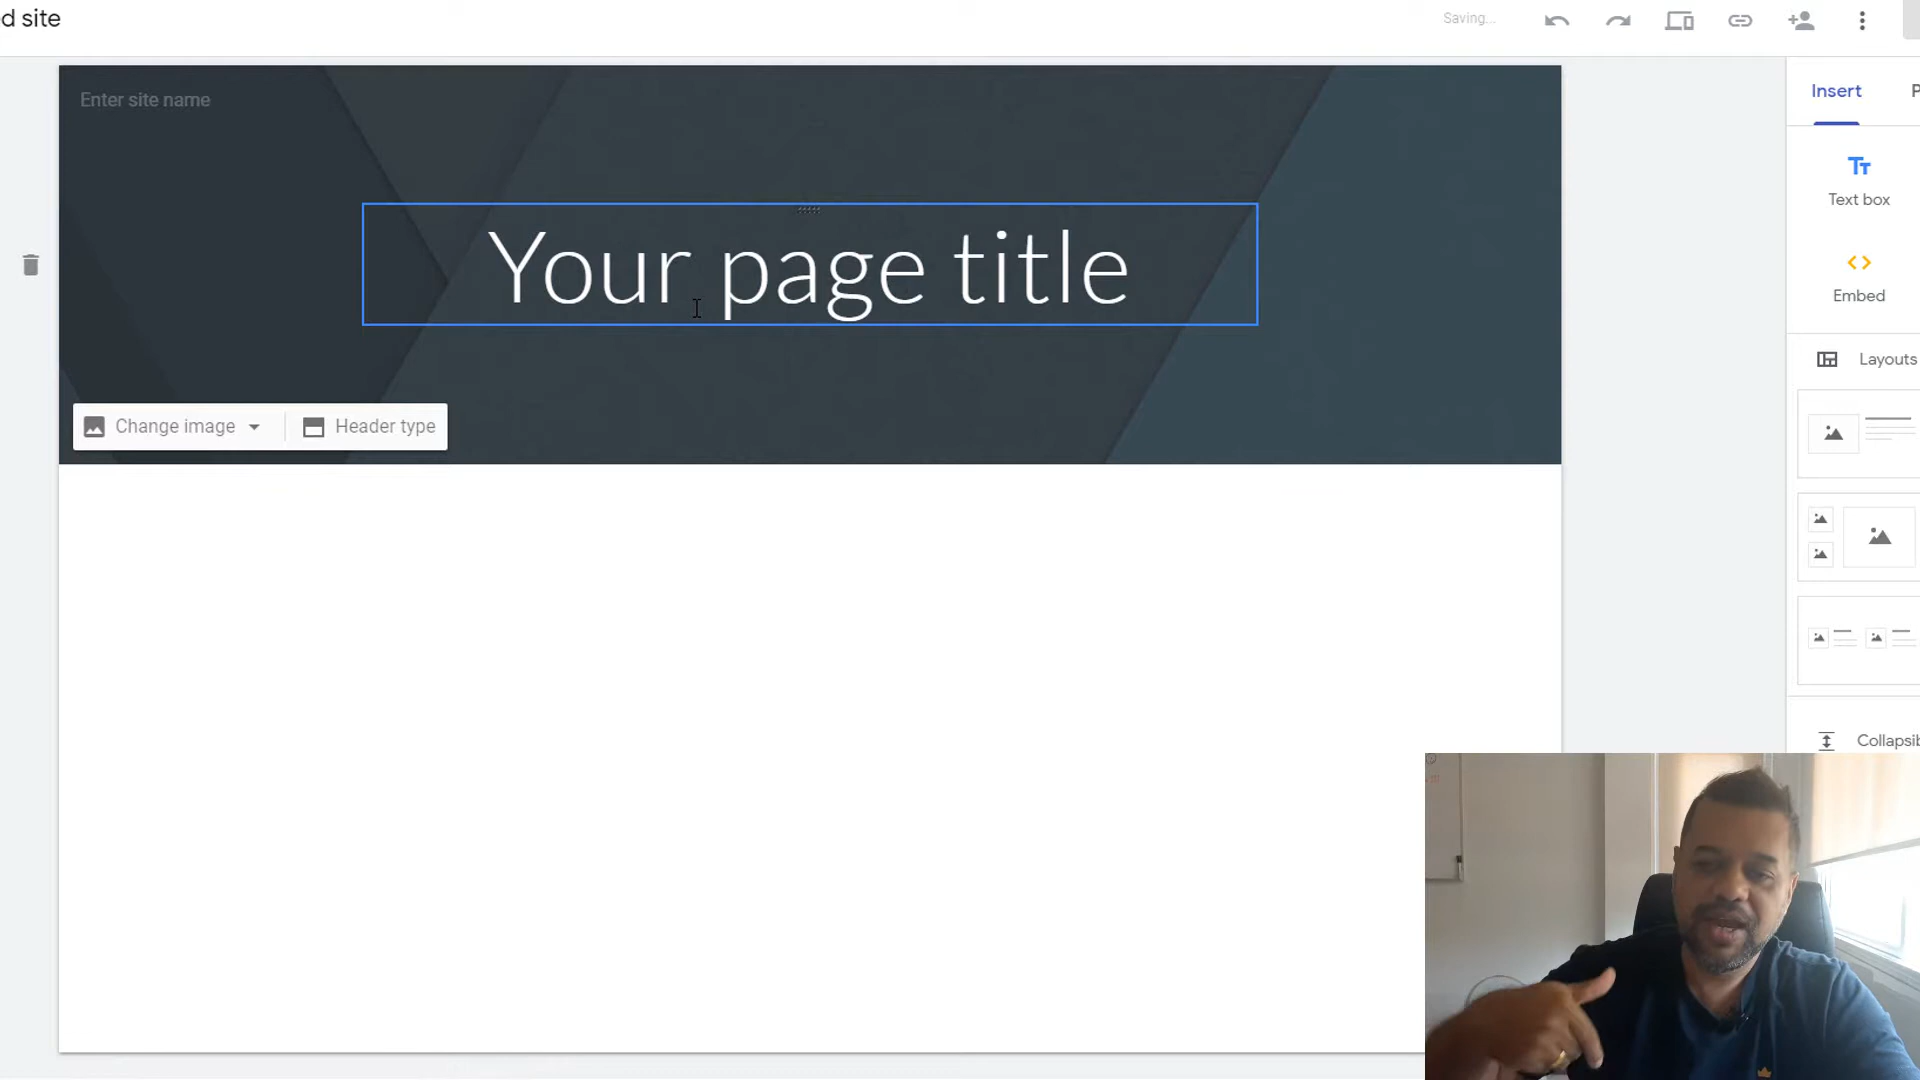 d site
Saving...
Enter site name
Your page title
Change image
Header type
Insert
P
Text box
Embed
Layouts
Collapsib